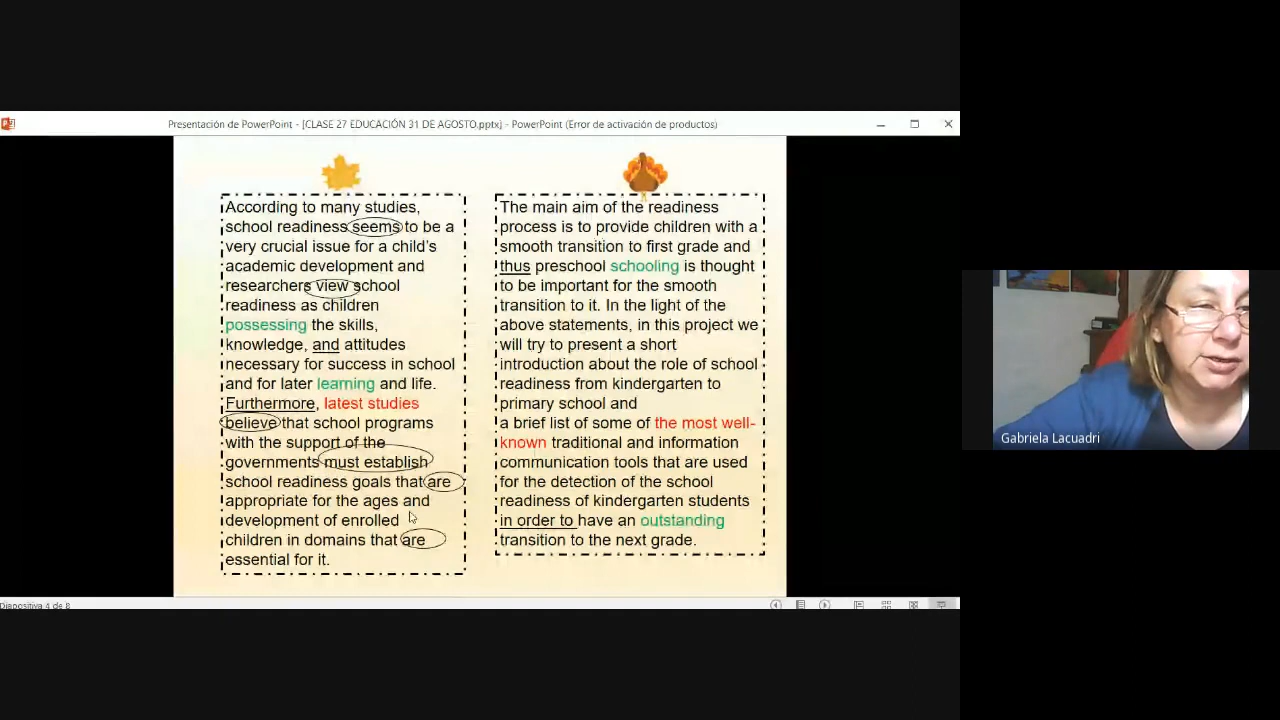 Presentación de PowerPoint - [CLASE 27 EDUCACIÓN 31 DE AGOSTO.pptx] - PowerPoint (Error de activación de productos)
According to many studies,
school readiness seems to be a
very crucial issue for a child's
academic development and
researchers view school
readiness as children
possessing the skills,
knowledge, and attitudes
necessary for success in school
and for later learning and life.
Furthermore, latest studies
believe that school programs
with the support of the
governments must establish
school readiness goals that are
appropriate for the ages and
development of enrolled
children in domains that are
essential for it.
The main aim of the readiness
process is to provide children with a
smooth transition to first grade and
thus preschool schooling is thought
to be important for the smooth
transition to it. In the light of the
above statements, in this project we
will try to present a short
introduction about the role of school
readiness from kindergarten to
primary school and
a brief list of some of the most well-
known traditional and information
communication tools that are used
for the detection of the school
readiness of kindergarten students
in order to have an outstanding
transition to the next grade.
Diapositiva 4 de 8
Gabriela Lacuadri